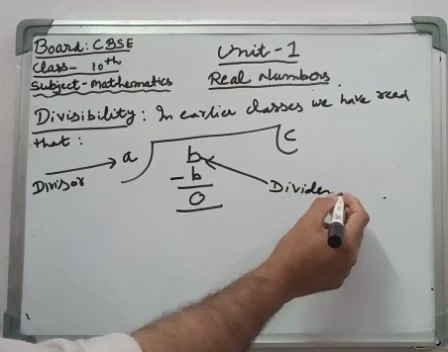 Board: CBSE
Class- 10th
Subject-Mathematics
Unit-1
Real Numbers
Divisibility: In earlier classes we have read
that:
Divisor
a
b
c
- b
0
Ividen